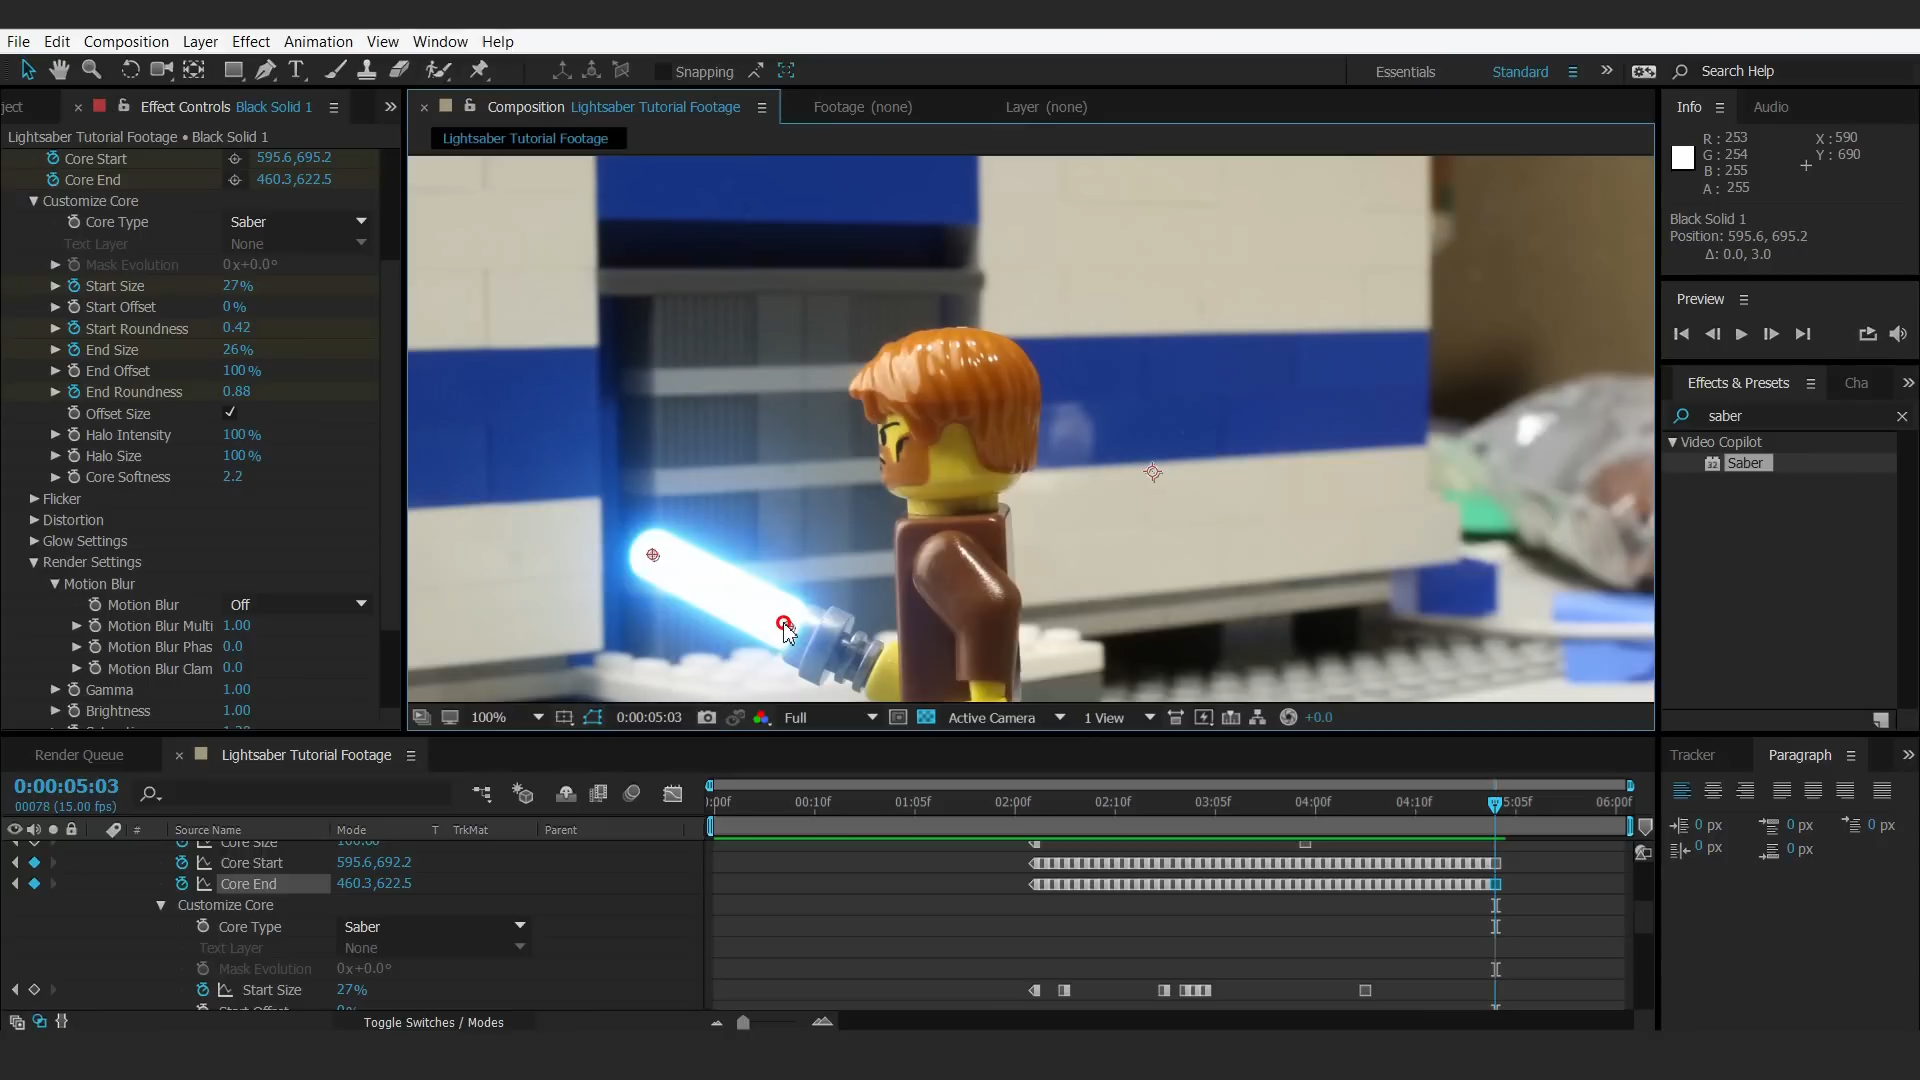 File Edit Composition Layer Effect Animation View Window Help
Snapping Essentials Standard Search Help
ject Effect Controls Black Solid 1
Composition Lightsaber Tutorial Footage Footage (none) Layer (none)
Info Audio
Lightsaber Tutorial Footage • Black Solid 1
Lightsaber Tutorial Footage
R : 253 X : 590
G : 254 Y : 690
B : 255
A : 255
Black Solid 1
Position: 595.6, 695.2
Δ: 0.0, 3.0
Core Start 595.6,695.2
Core End 460.3,622.5
Customize Core
Core Type Saber
Text Layer None
Mask Evolution 0x+0.0°
Start Size 27%
Start Offset 0%
Start Roundness 0.42
End Size 26%
End Offset 100%
End Roundness 0.88
Offset Size
Halo Intensity 100%
Halo Size 100%
Core Softness 2.2
Flicker
Distortion
Glow Settings
Render Settings
Motion Blur
Motion Blur Off
Motion Blur Multi 1.00
Motion Blur Phas 0.0
Motion Blur Clam 0.0
Gamma 1.00
Brightness 1.00
Preview
Effects & Presets Cha
saber
Video Copilot
32 Saber
100% 0:00:05:03 Full Active Camera 1 View +0.0
Render Queue Lightsaber Tutorial Footage
0:00:05:03
00078 (15.00 fps)
:00f 00:10f 01:05f 02:00f 02:10f 03:05f 04:00f 04:10f 5:05f 06:00f
# Source Name Mode T TrkMat Parent
Core Size 100.00
Core Start 595.6,692.2
Core End 460.3,622.5
Customize Core
Core Type Saber
Text Layer None
Mask Evolution 0x+0.0°
Start Size 27%
Start Offset 0%
Toggle Switches / Modes
Tracker Paragraph
0 px 0 px 0 px
0 px 0 px